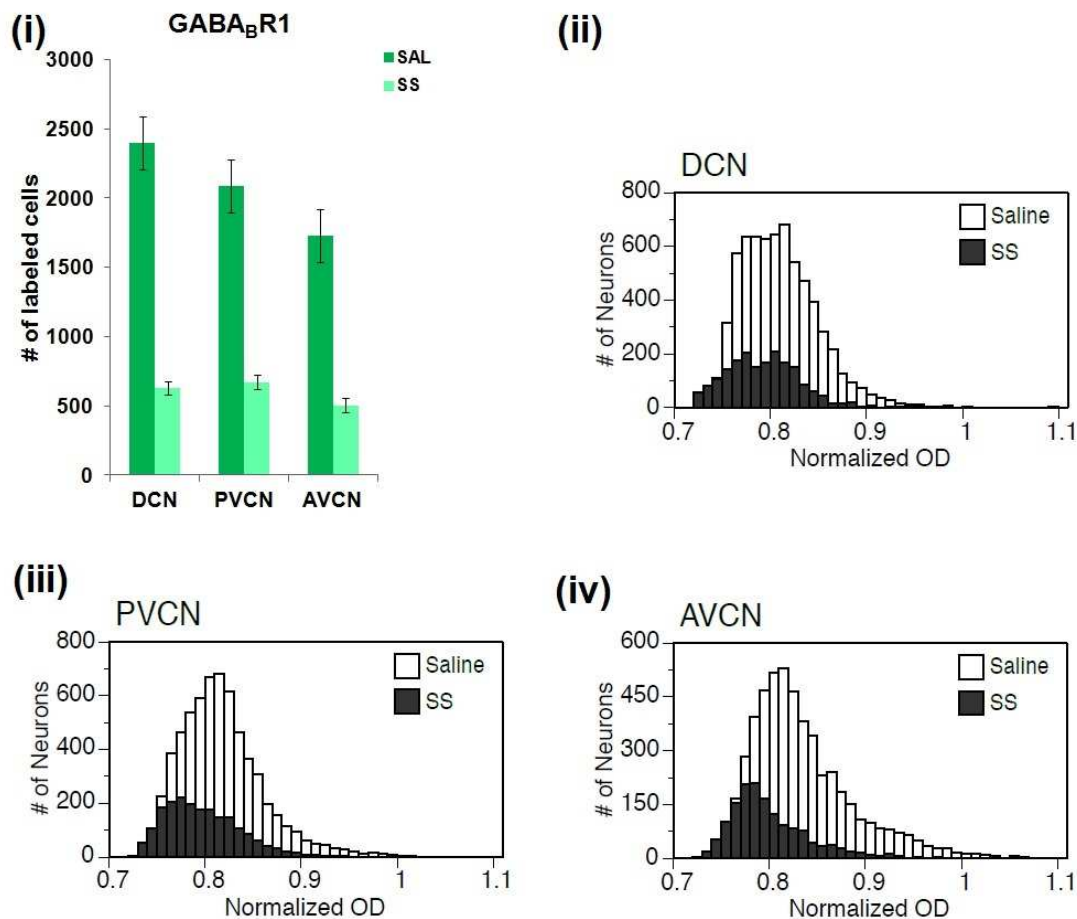 (i)
GABA_BR1
SAL
SS
# of labeled cells
3000
2500
2000
1500
1000
500
0
DCN PVCN AVCN
(ii)
DCN
Saline
SS
# of Neurons
800
600
400
200
0
0.7 0.8 0.9 1 1.1
Normalized OD
(iii)
PVCN
Saline
SS
# of Neurons
800
600
400
200
0
0.7 0.8 0.9 1 1.1
Normalized OD
(iv)
AVCN
Saline
SS
# of Neurons
600
450
300
150
0
0.7 0.8 0.9 1 1.1
Normalized OD